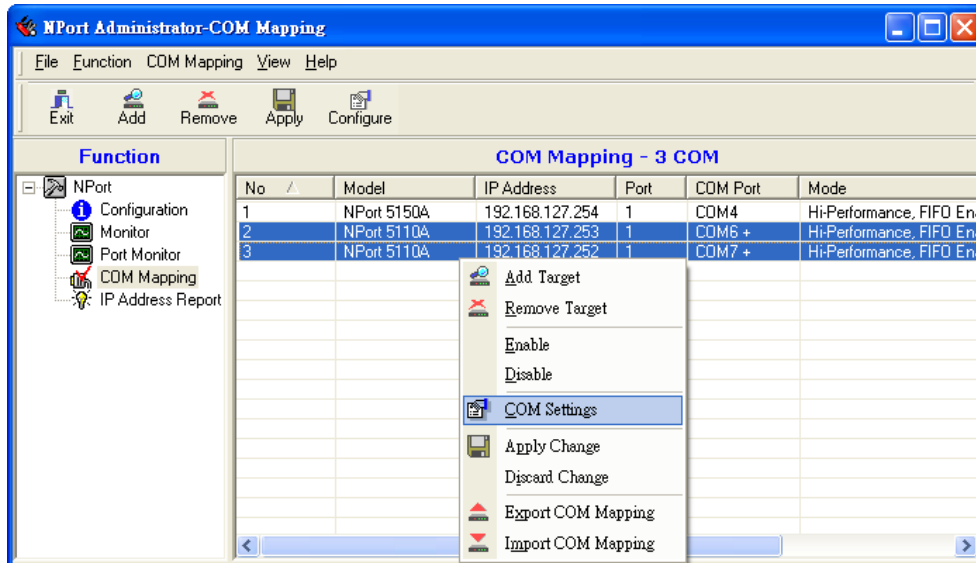 NPort Administrator-COM Mapping
File Function COM Mapping View Help
Exit Add Remove Apply Configure
Function
COM Mapping - 3 COM
NPort
Configuration
Monitor
Port Monitor
COM Mapping
IP Address Report
No Model IP Address Port COM Port Mode
1 NPort 5150A 192.168.127.254 1 COM4 Hi-Performance, FIFO En
2 NPort 5110A 192.168.127.253 1 COM6 + Hi-Performance, FIFO En
3 NPort 5110A 192.168.127.252 1 COM7 + Hi-Performance, FIFO En
Add Target
Remove Target
Enable
Disable
COM Settings
Apply Change
Discard Change
Export COM Mapping
Import COM Mapping